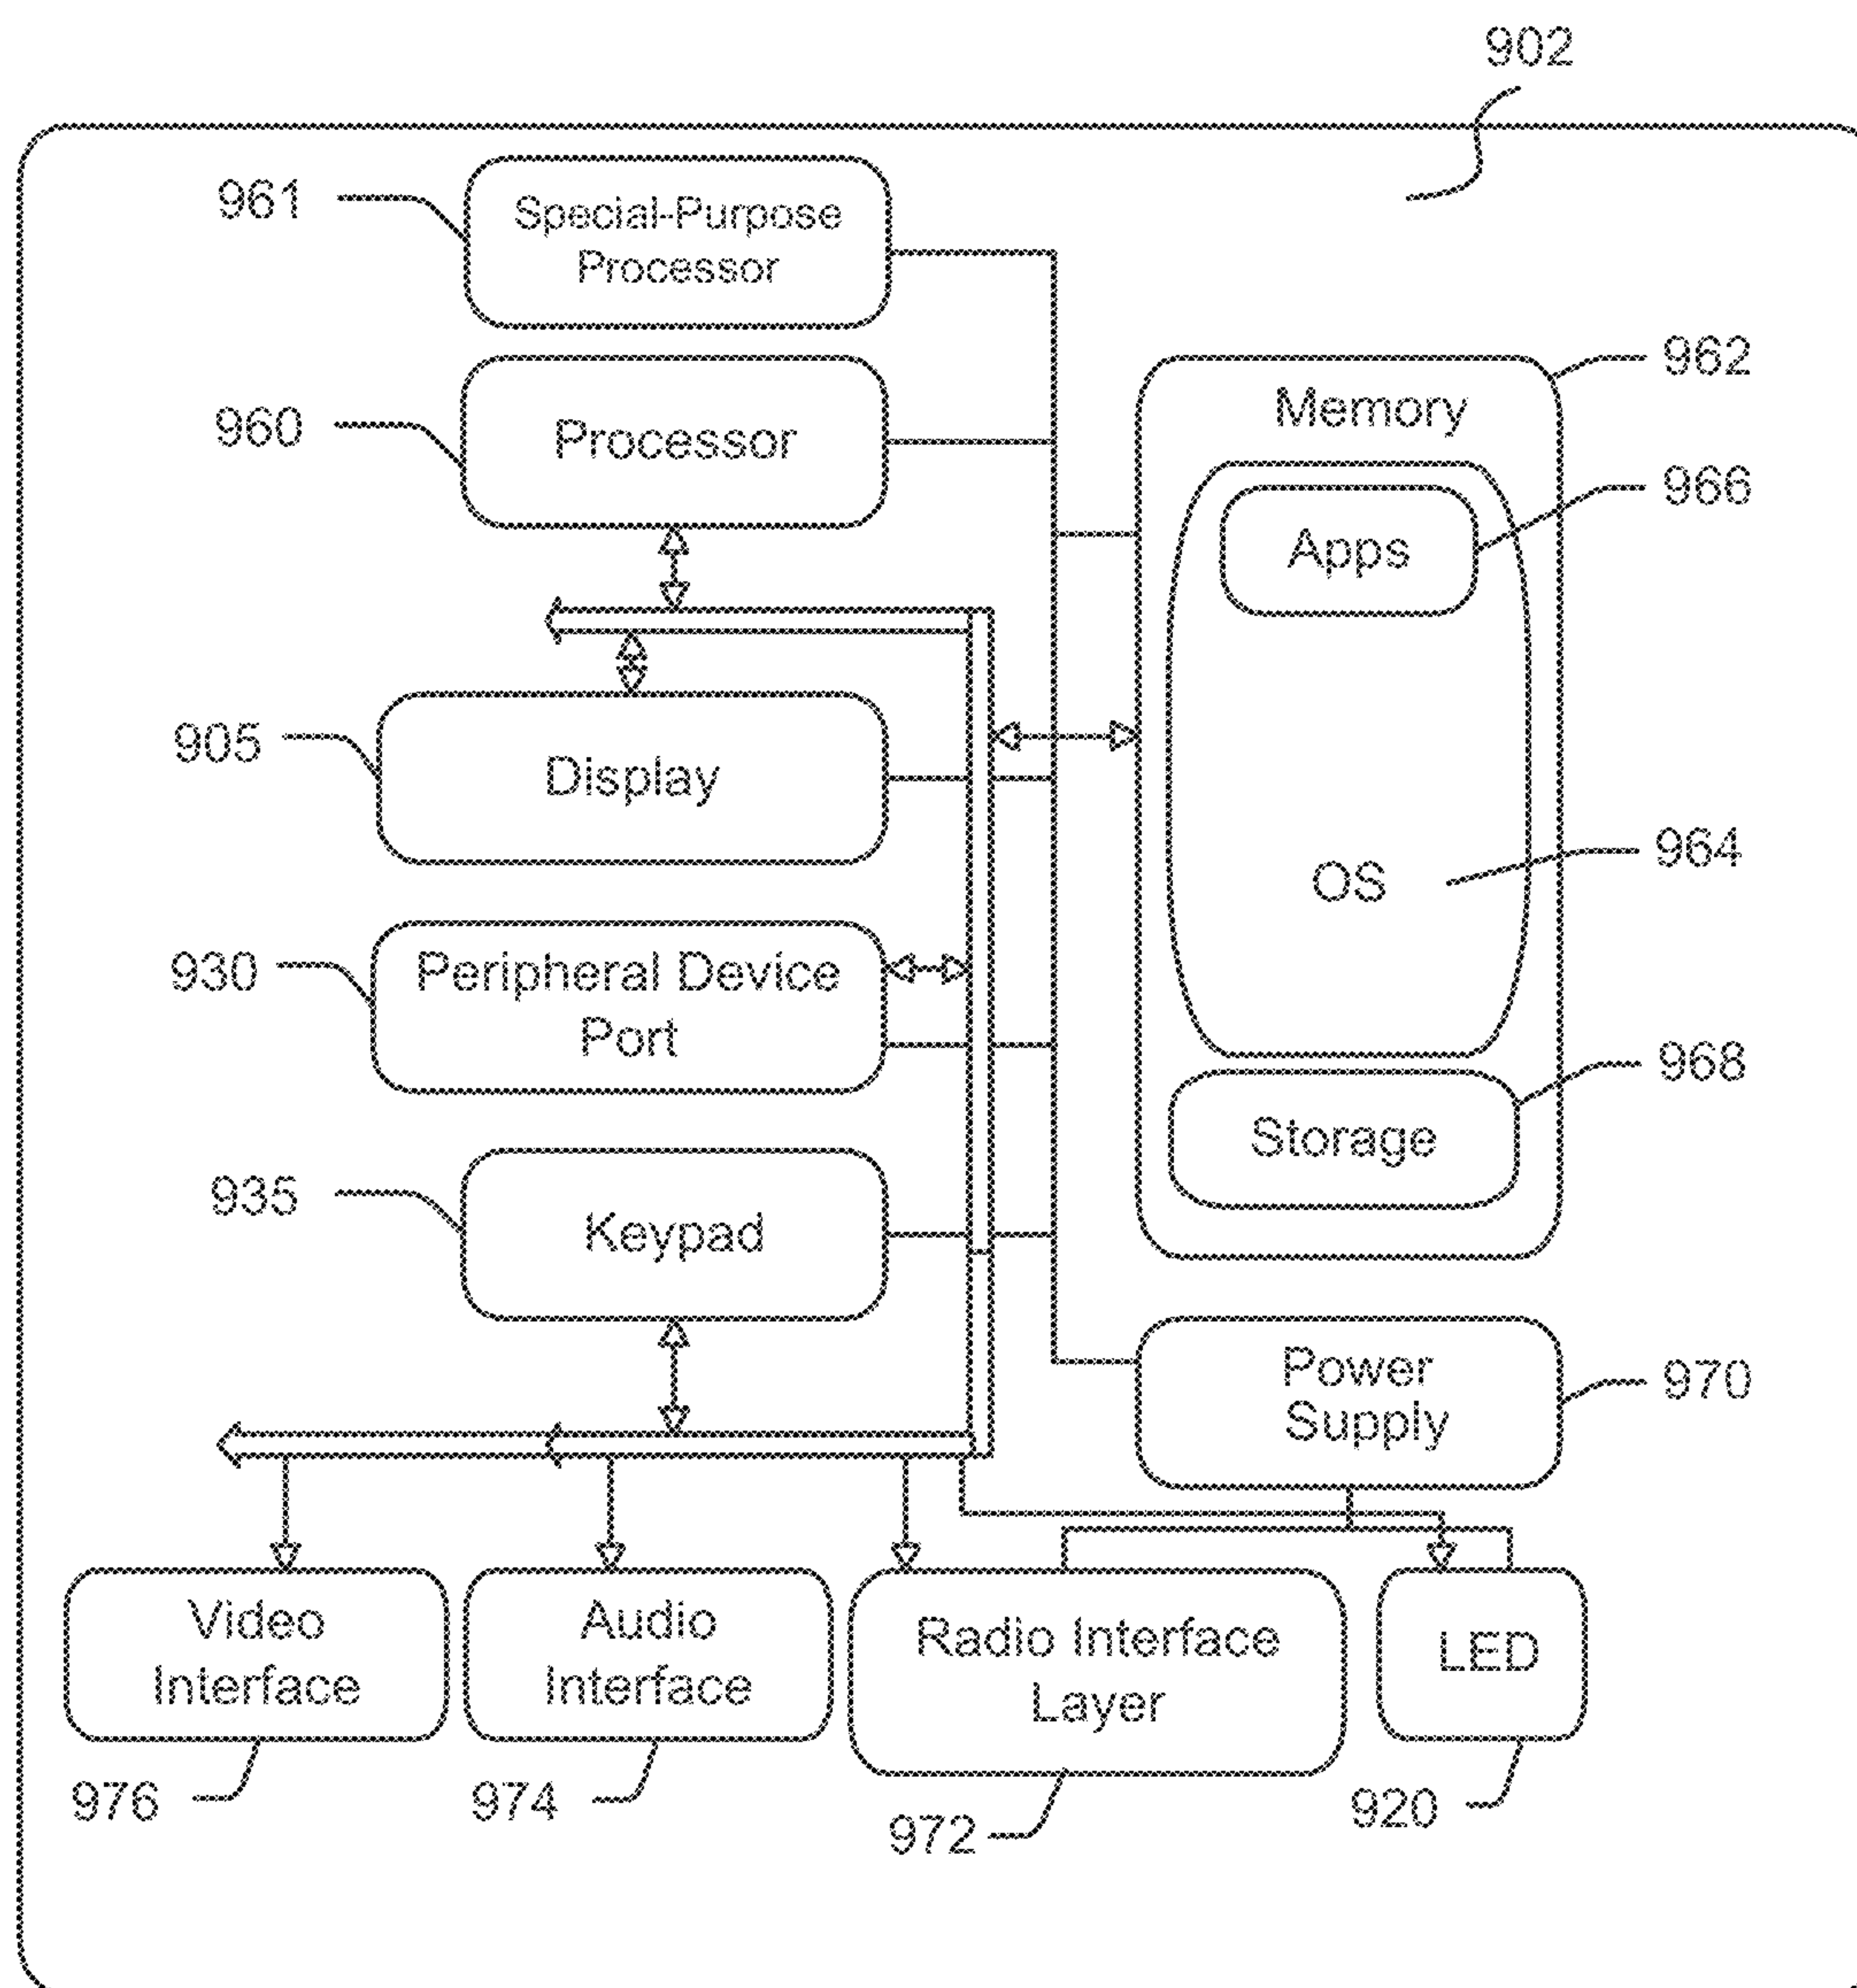 902
961
Special-Purpose
Processor
962
Memory
960
Processor
966
Apps
905
Display
964
OS
930
Peripheral Device
Port
968
Storage
935
Keypad
Power
Supply
970
Video
Interface
Audio
Interface
Radio Interface
Layer
LED
976
974
972
920